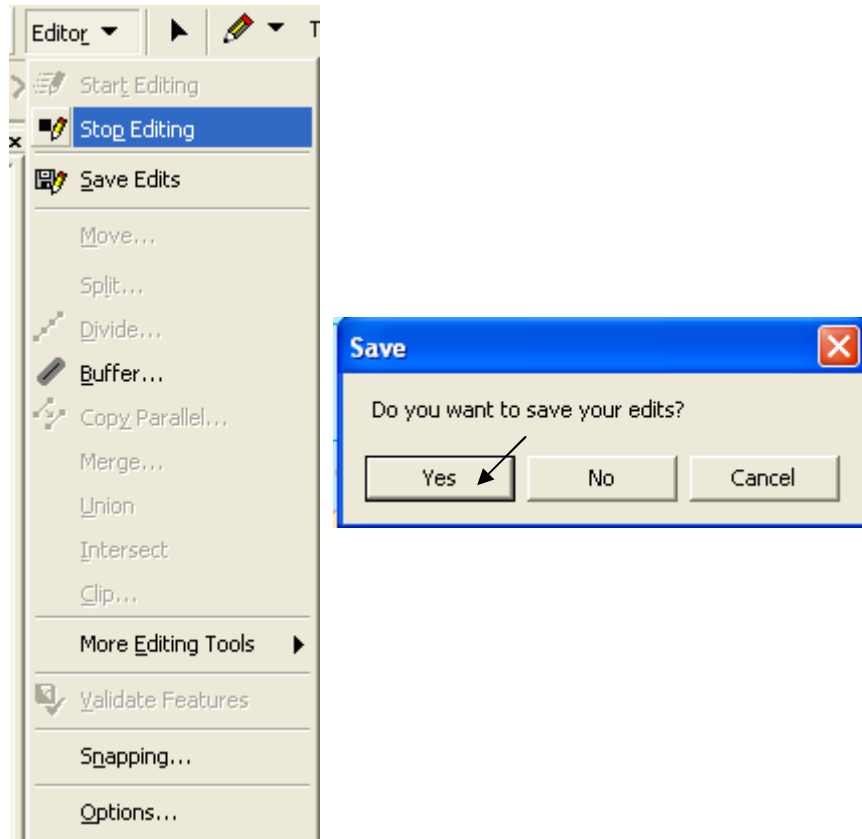 Editor
Start Editing
Stop Editing
Save Edits
Move...
Split...
Divide...
Buffer...
Copy Parallel...
Merge...
Union
Intersect
Clip...
More Editing Tools
Validate Features
Snapping...
Options...
Save
Do you want to save your edits?
Yes No Cancel